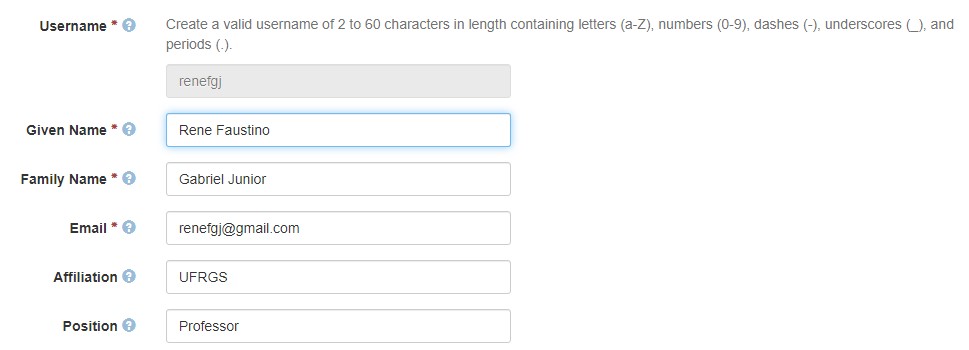 Username * ? Create a valid username of 2 to 60 characters in length containing letters (a-Z), numbers (0-9), dashes (-), underscores (_), and
periods (.).
renefgj
Given Name * ? Rene Faustino
Family Name * ? Gabriel Junior
Email * ? renefgj@gmail.com
Affiliation ? UFRGS
Position ? Professor